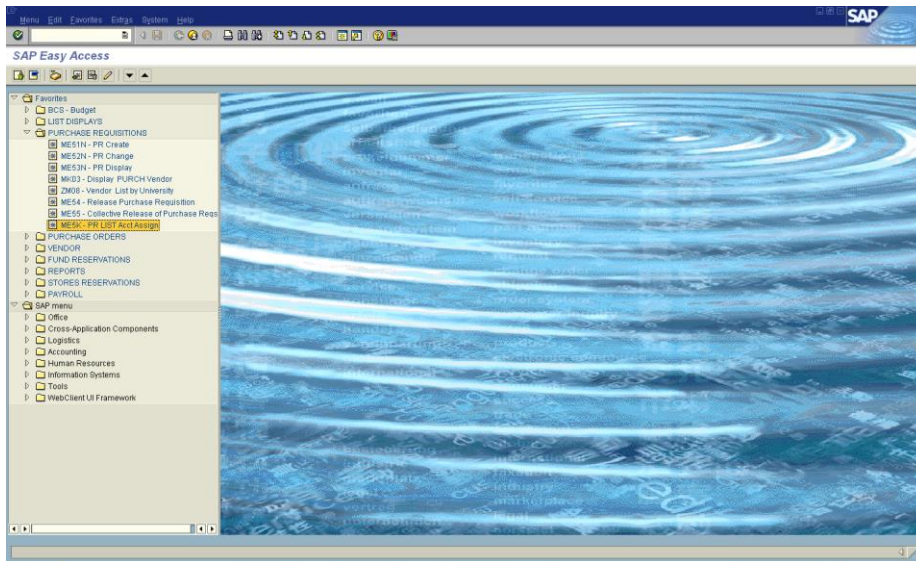 Menu Edit Favorites Extras System Help
SAP
SAP Easy Access
Favorites
BCS - Budget
LIST DISPLAYS
PURCHASE REQUISITIONS
ME51N - PR Create
ME52N - PR Change
ME53N - PR Display
MK03 - Display PURCH Vendor
ZM08 - Vendor List by University
ME54 - Release Purchase Requisition
ME55 - Collective Release of Purchase Reqs
ME5K - PR LIST Acct Assign
PURCHASE ORDERS
VENDOR
FUND RESERVATIONS
REPORTS
STORES RESERVATIONS
PAYROLL
SAP menu
Office
Cross-Application Components
Logistics
Accounting
Human Resources
Information Systems
Tools
WebClient UI Framework
marketplace